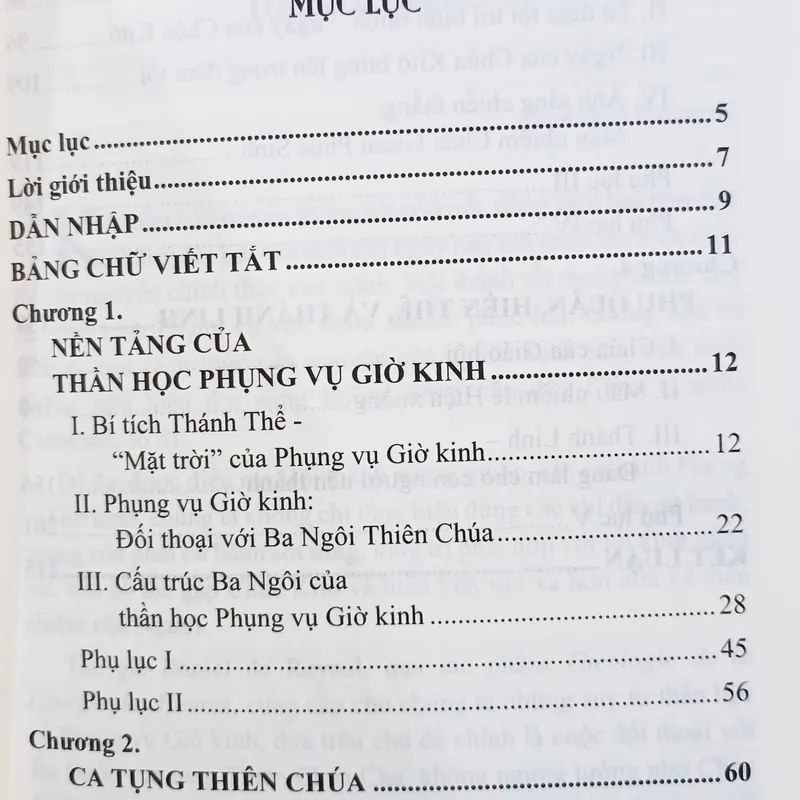 MỤC LỤC
Mục lục........................5
Lời giới thiệu........................7
DẪN NHẬP........................9
BẢNG CHỮ VIẾT TẮT........................11
Chương 1.
NỀN TẢNG CỦA
THẦN HỌC PHỤNG VỤ GIỜ KINH........................12
I. Bí tích Thánh Thể -
“Mặt trời” của Phụng vụ Giờ kinh........................12
II. Phụng vụ Giờ kinh:
Đối thoại với Ba Ngôi Thiên Chúa........................22
III. Cấu trúc Ba Ngôi của
thần học Phụng vụ Giờ kinh........................28
Phụ lục I........................45
Phụ lục II........................56
Chương 2.
CA TỤNG THIÊN CHÚA........................60